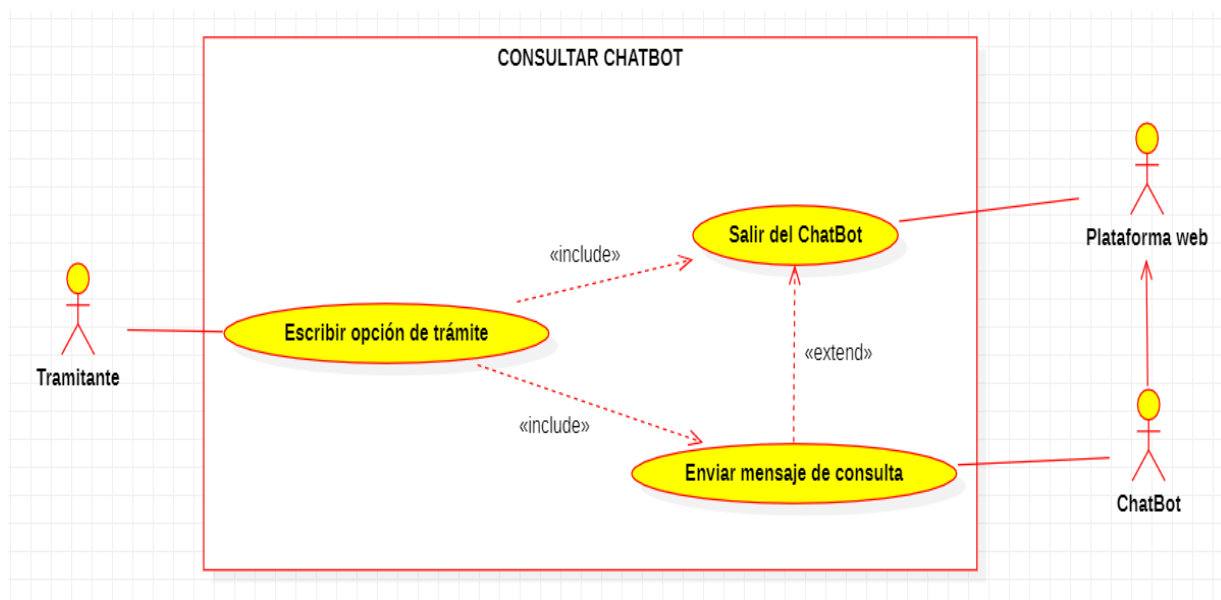 CONSULTAR CHATBOT
Salir del ChatBot
Plataforma web
«include»
Escribir opción de trámite
Tramitante
«extend»
«include»
Enviar mensaje de consulta
ChatBot